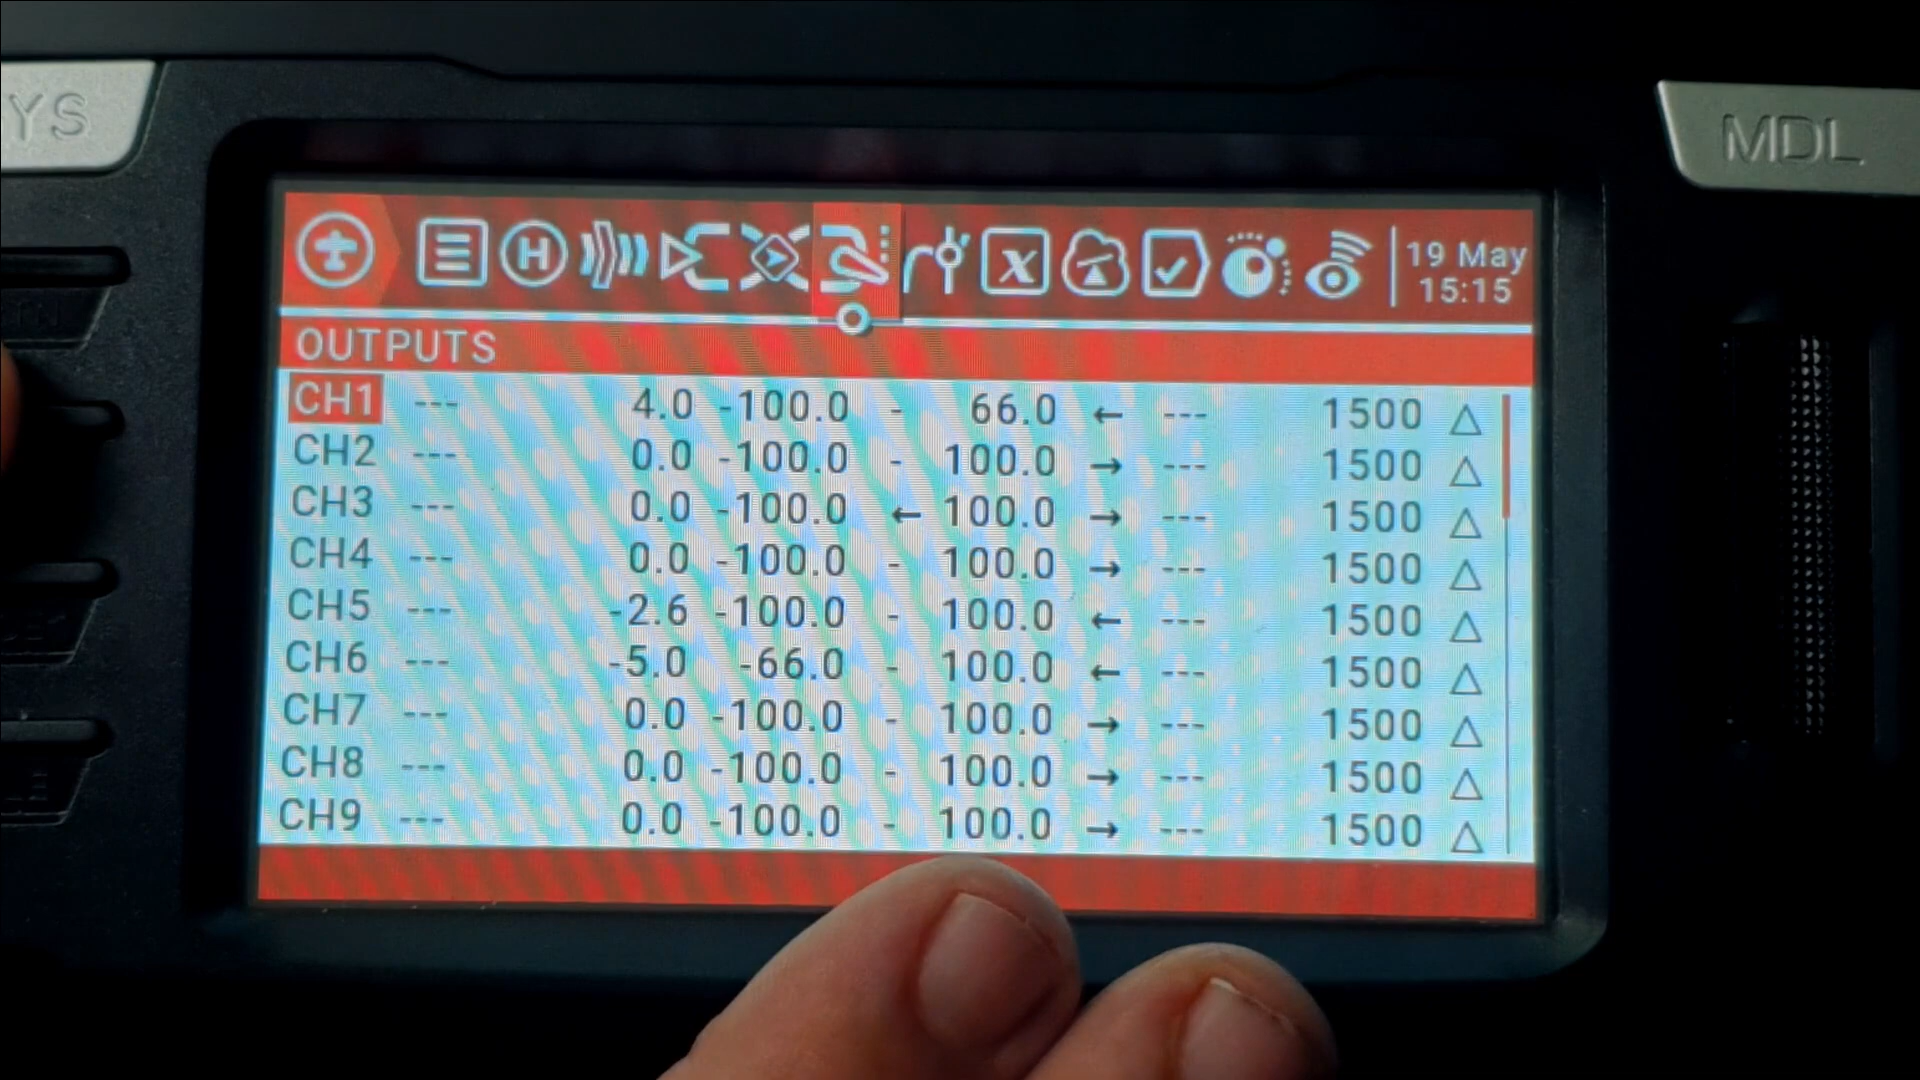 YS
MDL
19 May
15:15
OUTPUTS
CH1 --- 4.0 -100.0 - 66.0 ← --- 1500 △
CH2 --- 0.0 -100.0 - 100.0 → --- 1500 △
CH3 --- 0.0 -100.0 ← 100.0 → --- 1500 △
CH4 --- 0.0 -100.0 - 100.0 → --- 1500 △
CH5 --- -2.6 -100.0 - 100.0 ← --- 1500 △
CH6 --- -5.0 -66.0 - 100.0 ← --- 1500 △
CH7 --- 0.0 -100.0 - 100.0 → --- 1500 △
CH8 --- 0.0 -100.0 - 100.0 → --- 1500 △
CH9 --- 0.0 -100.0 - 100.0 → --- 1500 △